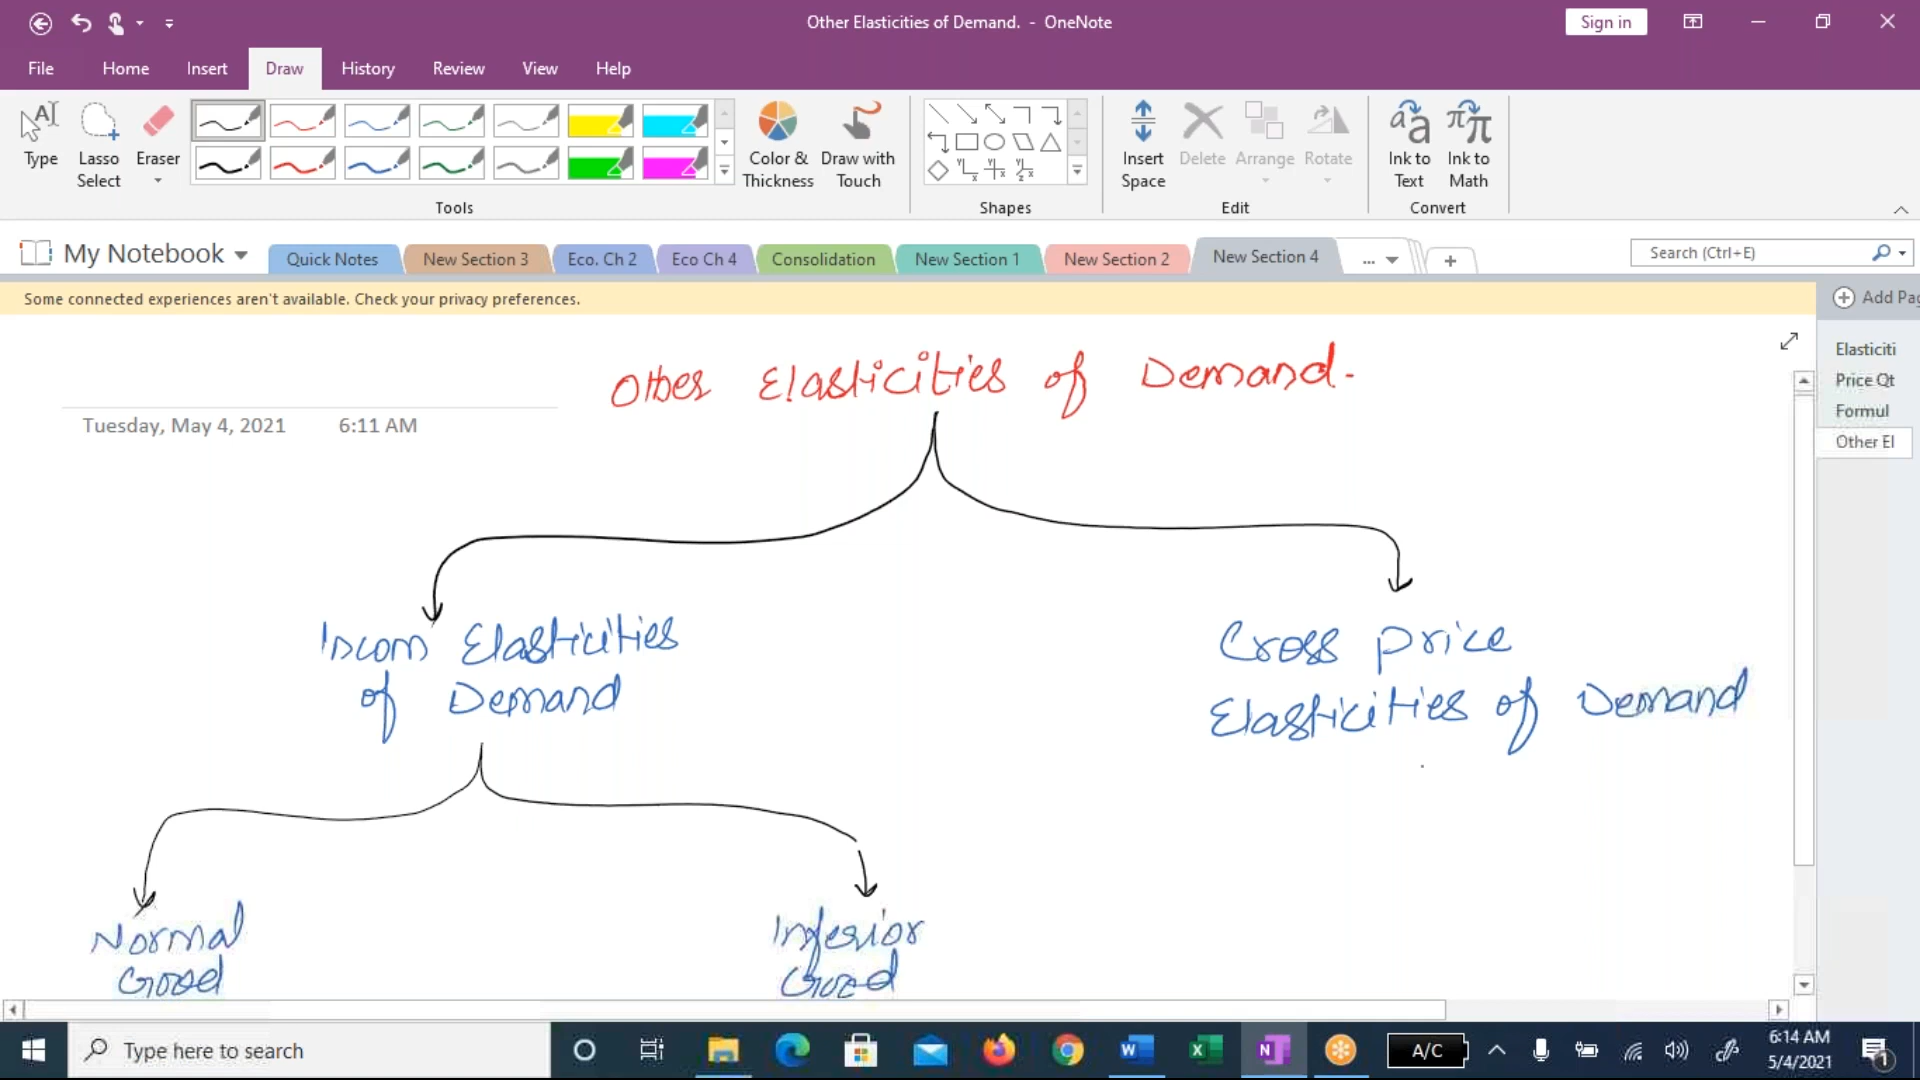 Other Elasticities of Demand. - OneNote
Sign in
File Home Insert Draw History Review View Help
Type
Lasso Select
Eraser
Color & Thickness
Draw with Touch
Insert Space
Delete
Arrange
Rotate
Ink to Text
Ink to Math
Tools
Shapes
Edit
Convert
My Notebook
Quick Notes
New Section 3
Eco. Ch 2
Eco Ch 4
Consolidation
New Section 1
New Section 2
New Section 4
...
Search (Ctrl+E)
Some connected experiences aren't available. Check your privacy preferences.
Add Pag
Elasticiti
Price Qt
Formul
Other El
Other Elasticities of Demand.
Tuesday, May 4, 2021 6:11 AM
Incom Elasticities
of Demand
Cross price
Elasticities of Demand
Normal
Good
Inferior
Good
Type here to search
A/C
6:14 AM
5/4/2021
1